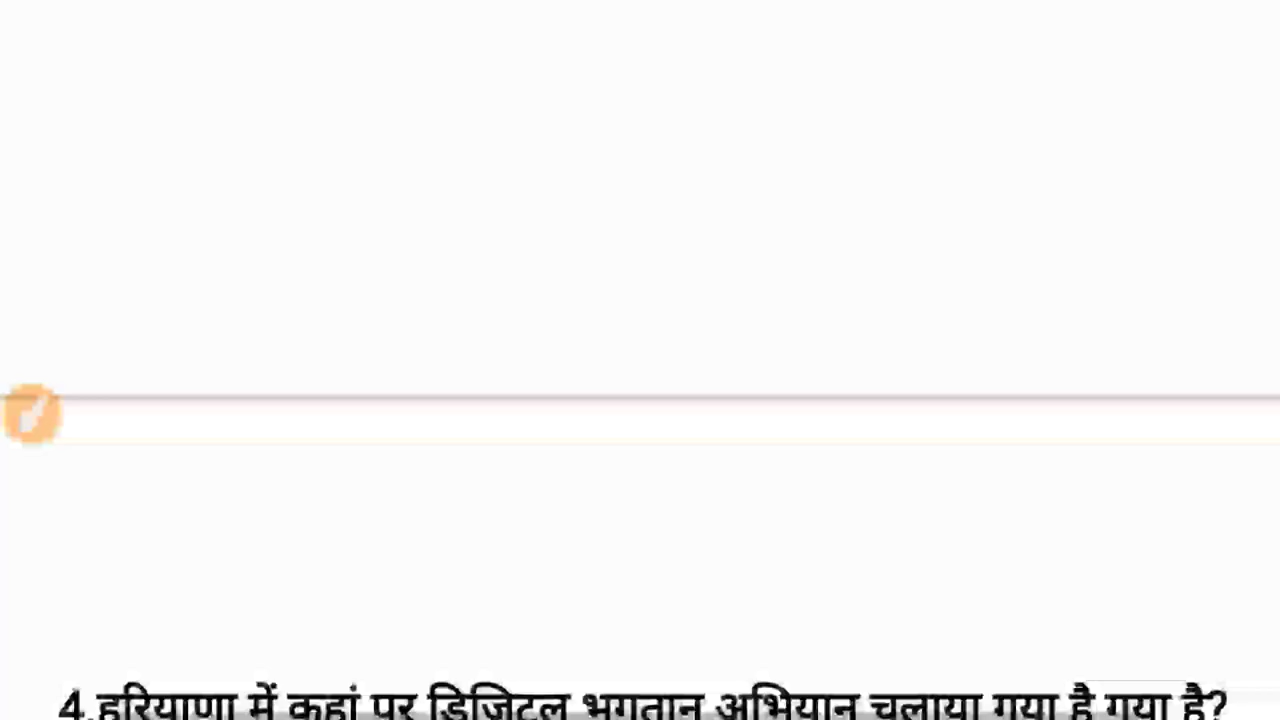 4.हरियाणा में कहां पर डिजिटल भुगतान अभियान चलाया गया है गया है?